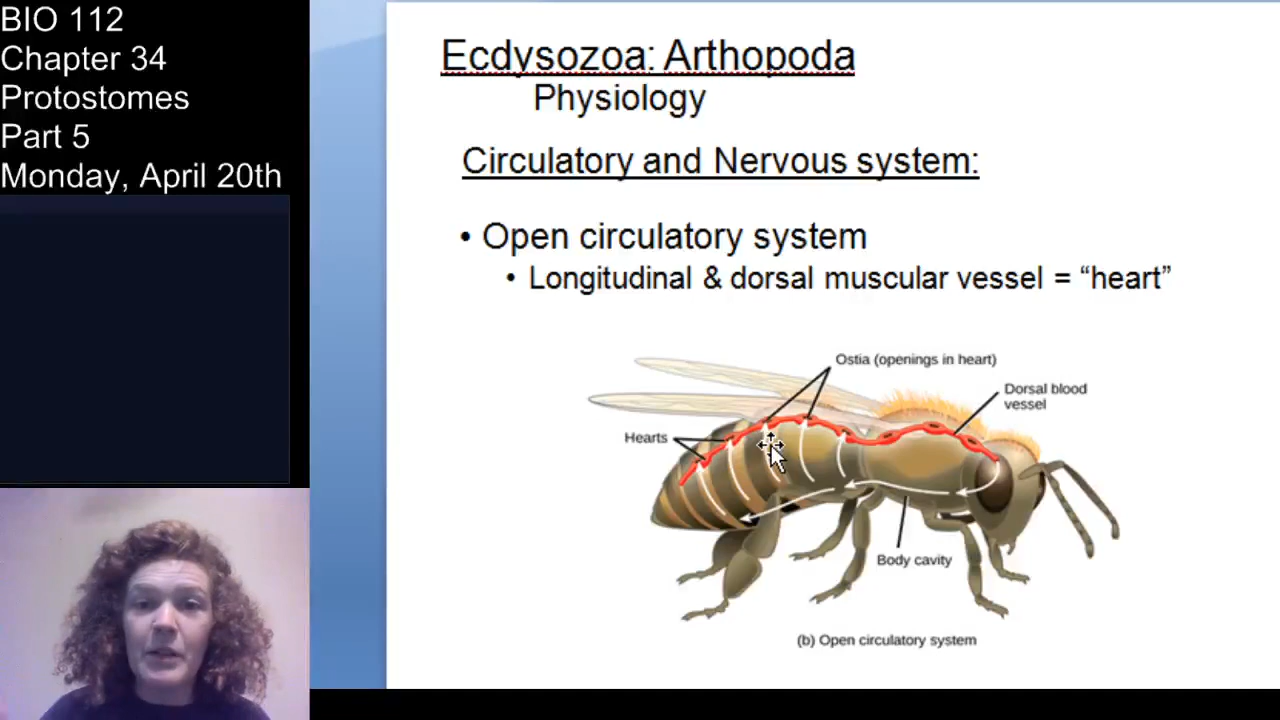 BIO 112
Chapter 34
Protostomes
Part 5
Monday, April 20th
Ecdysozoa: Arthopoda
Physiology
Circulatory and Nervous system:
• Open circulatory system
• Longitudinal & dorsal muscular vessel = “heart”
Ostia (openings in heart)
Dorsal blood
vessel
Hearts
Body cavity
(b) Open circulatory system